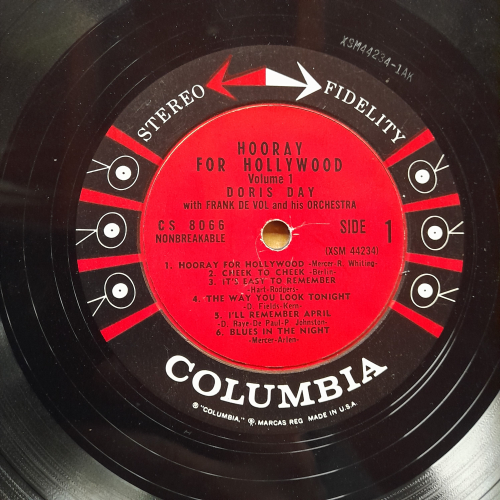 XSM44234-1AK
STEREO FIDELITY
HOORAY
FOR HOLLYWOOD
Volume 1
DORIS DAY
with FRANK DE VOL and his ORCHESTRA
CS 8066
NONBREAKABLE
SIDE 1
(XSM 44234)
1. HOORAY FOR HOLLYWOOD -Mercer-R. Whiting-
2. CHEEK TO CHEEK -Berlin-
3. IT'S EASY TO REMEMBER
-Hart-Rodgers-
4. THE WAY YOU LOOK TONIGHT
-D. Fields-Kern-
5. I'LL REMEMBER APRIL
-D. Raye-De Paul-P. Johnston-
6. BLUES IN THE NIGHT
-Mercer-Arlen-
COLUMBIA
® "COLUMBIA," ℗. MARCAS REG. MADE IN U.S.A.